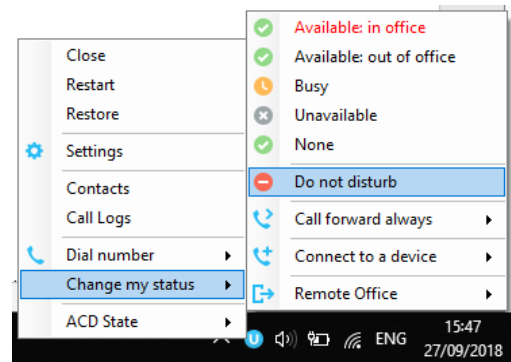 Close
Restart
Restore
Settings
Contacts
Call Logs
Dial number
Change my status
ACD State
Available: in office
Available: out of office
Busy
Unavailable
None
Do not disturb
Call forward always
Connect to a device
Remote Office
U
ENG
15:47
27/09/2018